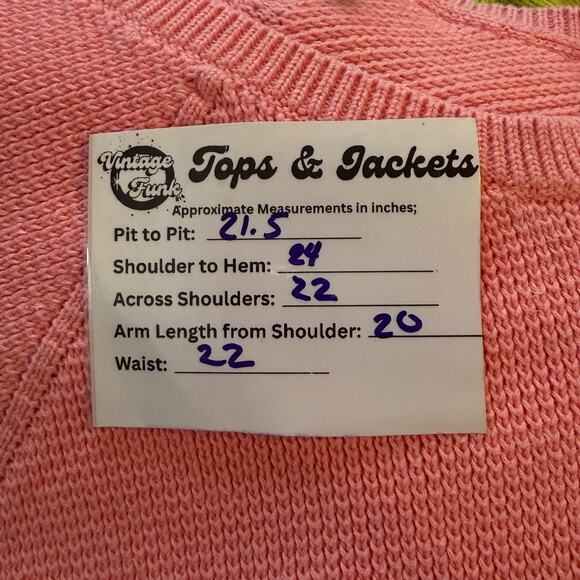 Vintage
Funk
Tops & Jackets
Approximate Measurements in inches;
Pit to Pit: 21.5
Shoulder to Hem: 24
Across Shoulders: 22
Arm Length from Shoulder: 20
Waist: 22